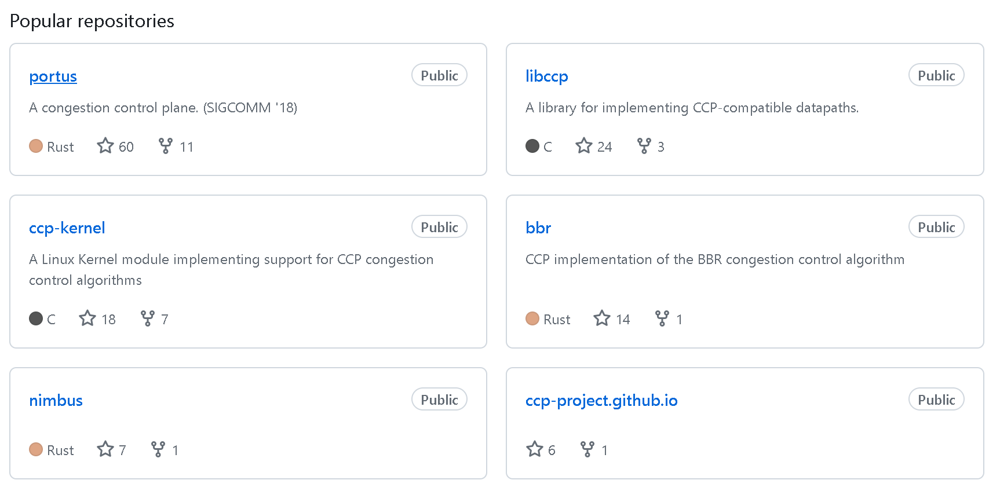 Popular repositories
portus
Public
A congestion control plane. (SIGCOMM '18)
Rust 60 11
libccp
Public
A library for implementing CCP-compatible datapaths.
C 24 3
ccp-kernel
Public
A Linux Kernel module implementing support for CCP congestion
control algorithms
C 18 7
bbr
Public
CCP implementation of the BBR congestion control algorithm
Rust 14 1
nimbus
Public
Rust 7 1
ccp-project.github.io
Public
6 1